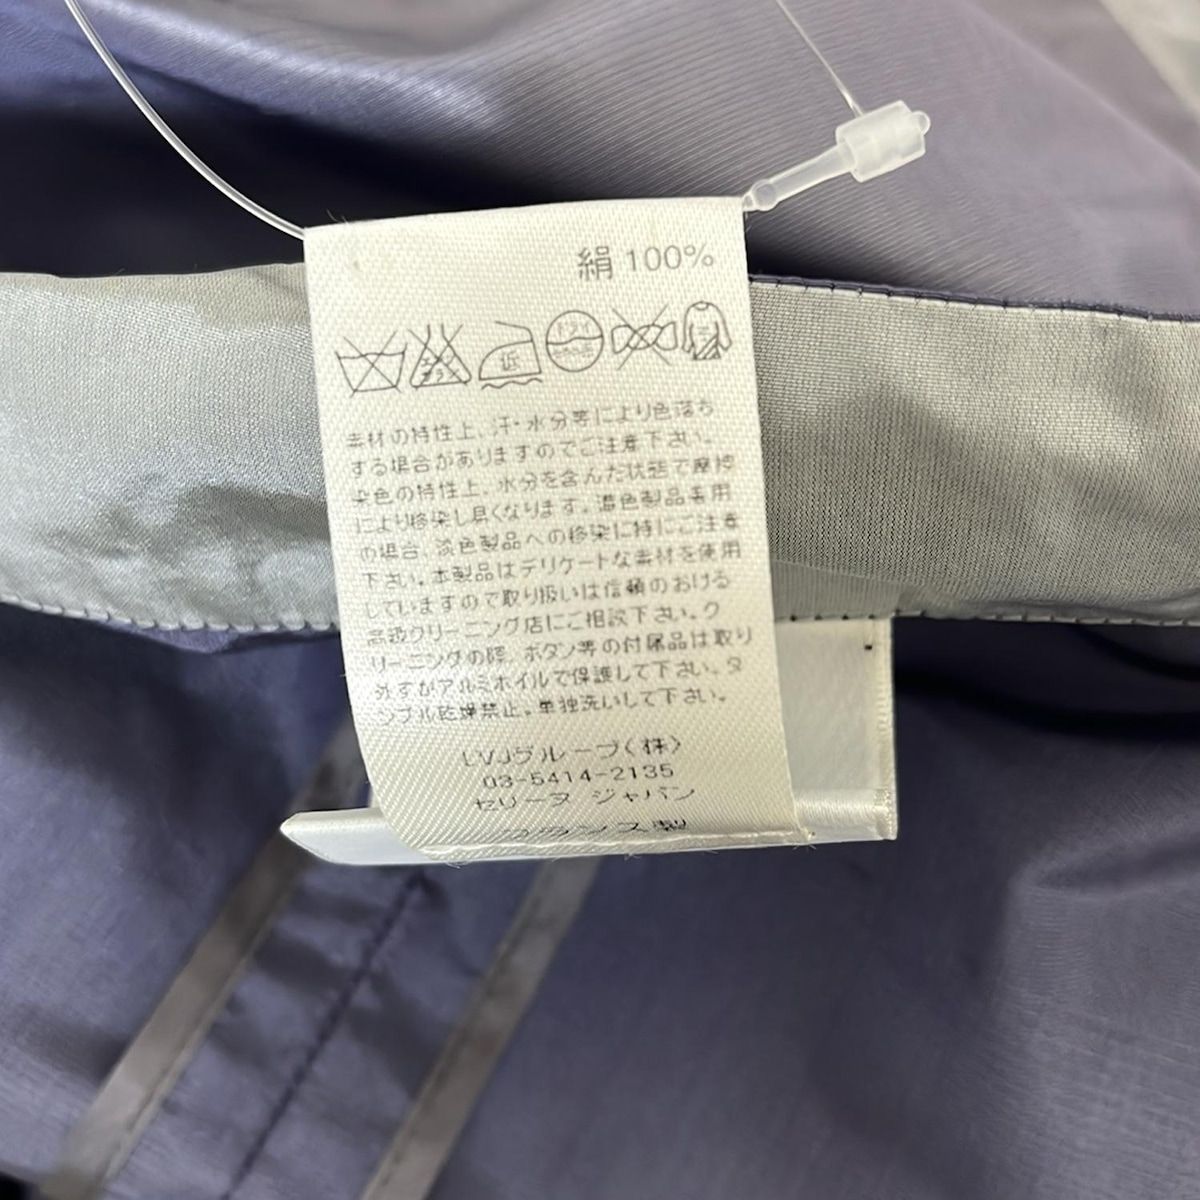 絹 100%
低
ドライ
素材の特性上、汗・水分等により色落ち
する場合がありますのでご注意下さい。
染色の特性上、水分を含んだ状態で摩擦
により移染し易くなります。濃色製品着用
の場合、淡色製品への移染に特にご注意
下さい。本製品はデリケートな素材を使用
していますので取り扱いは信頼のおける
高級クリーニング店にご相談下さい。ク
リーニングの際、ボタン等の付属品は取り
外すかアルミホイルで保護して下さい。タ
ンブル乾燥禁止。単独洗いして下さい。
LVJグループ〈株〉
03-5414-2135
セリーヌ ジャパン
フランス製